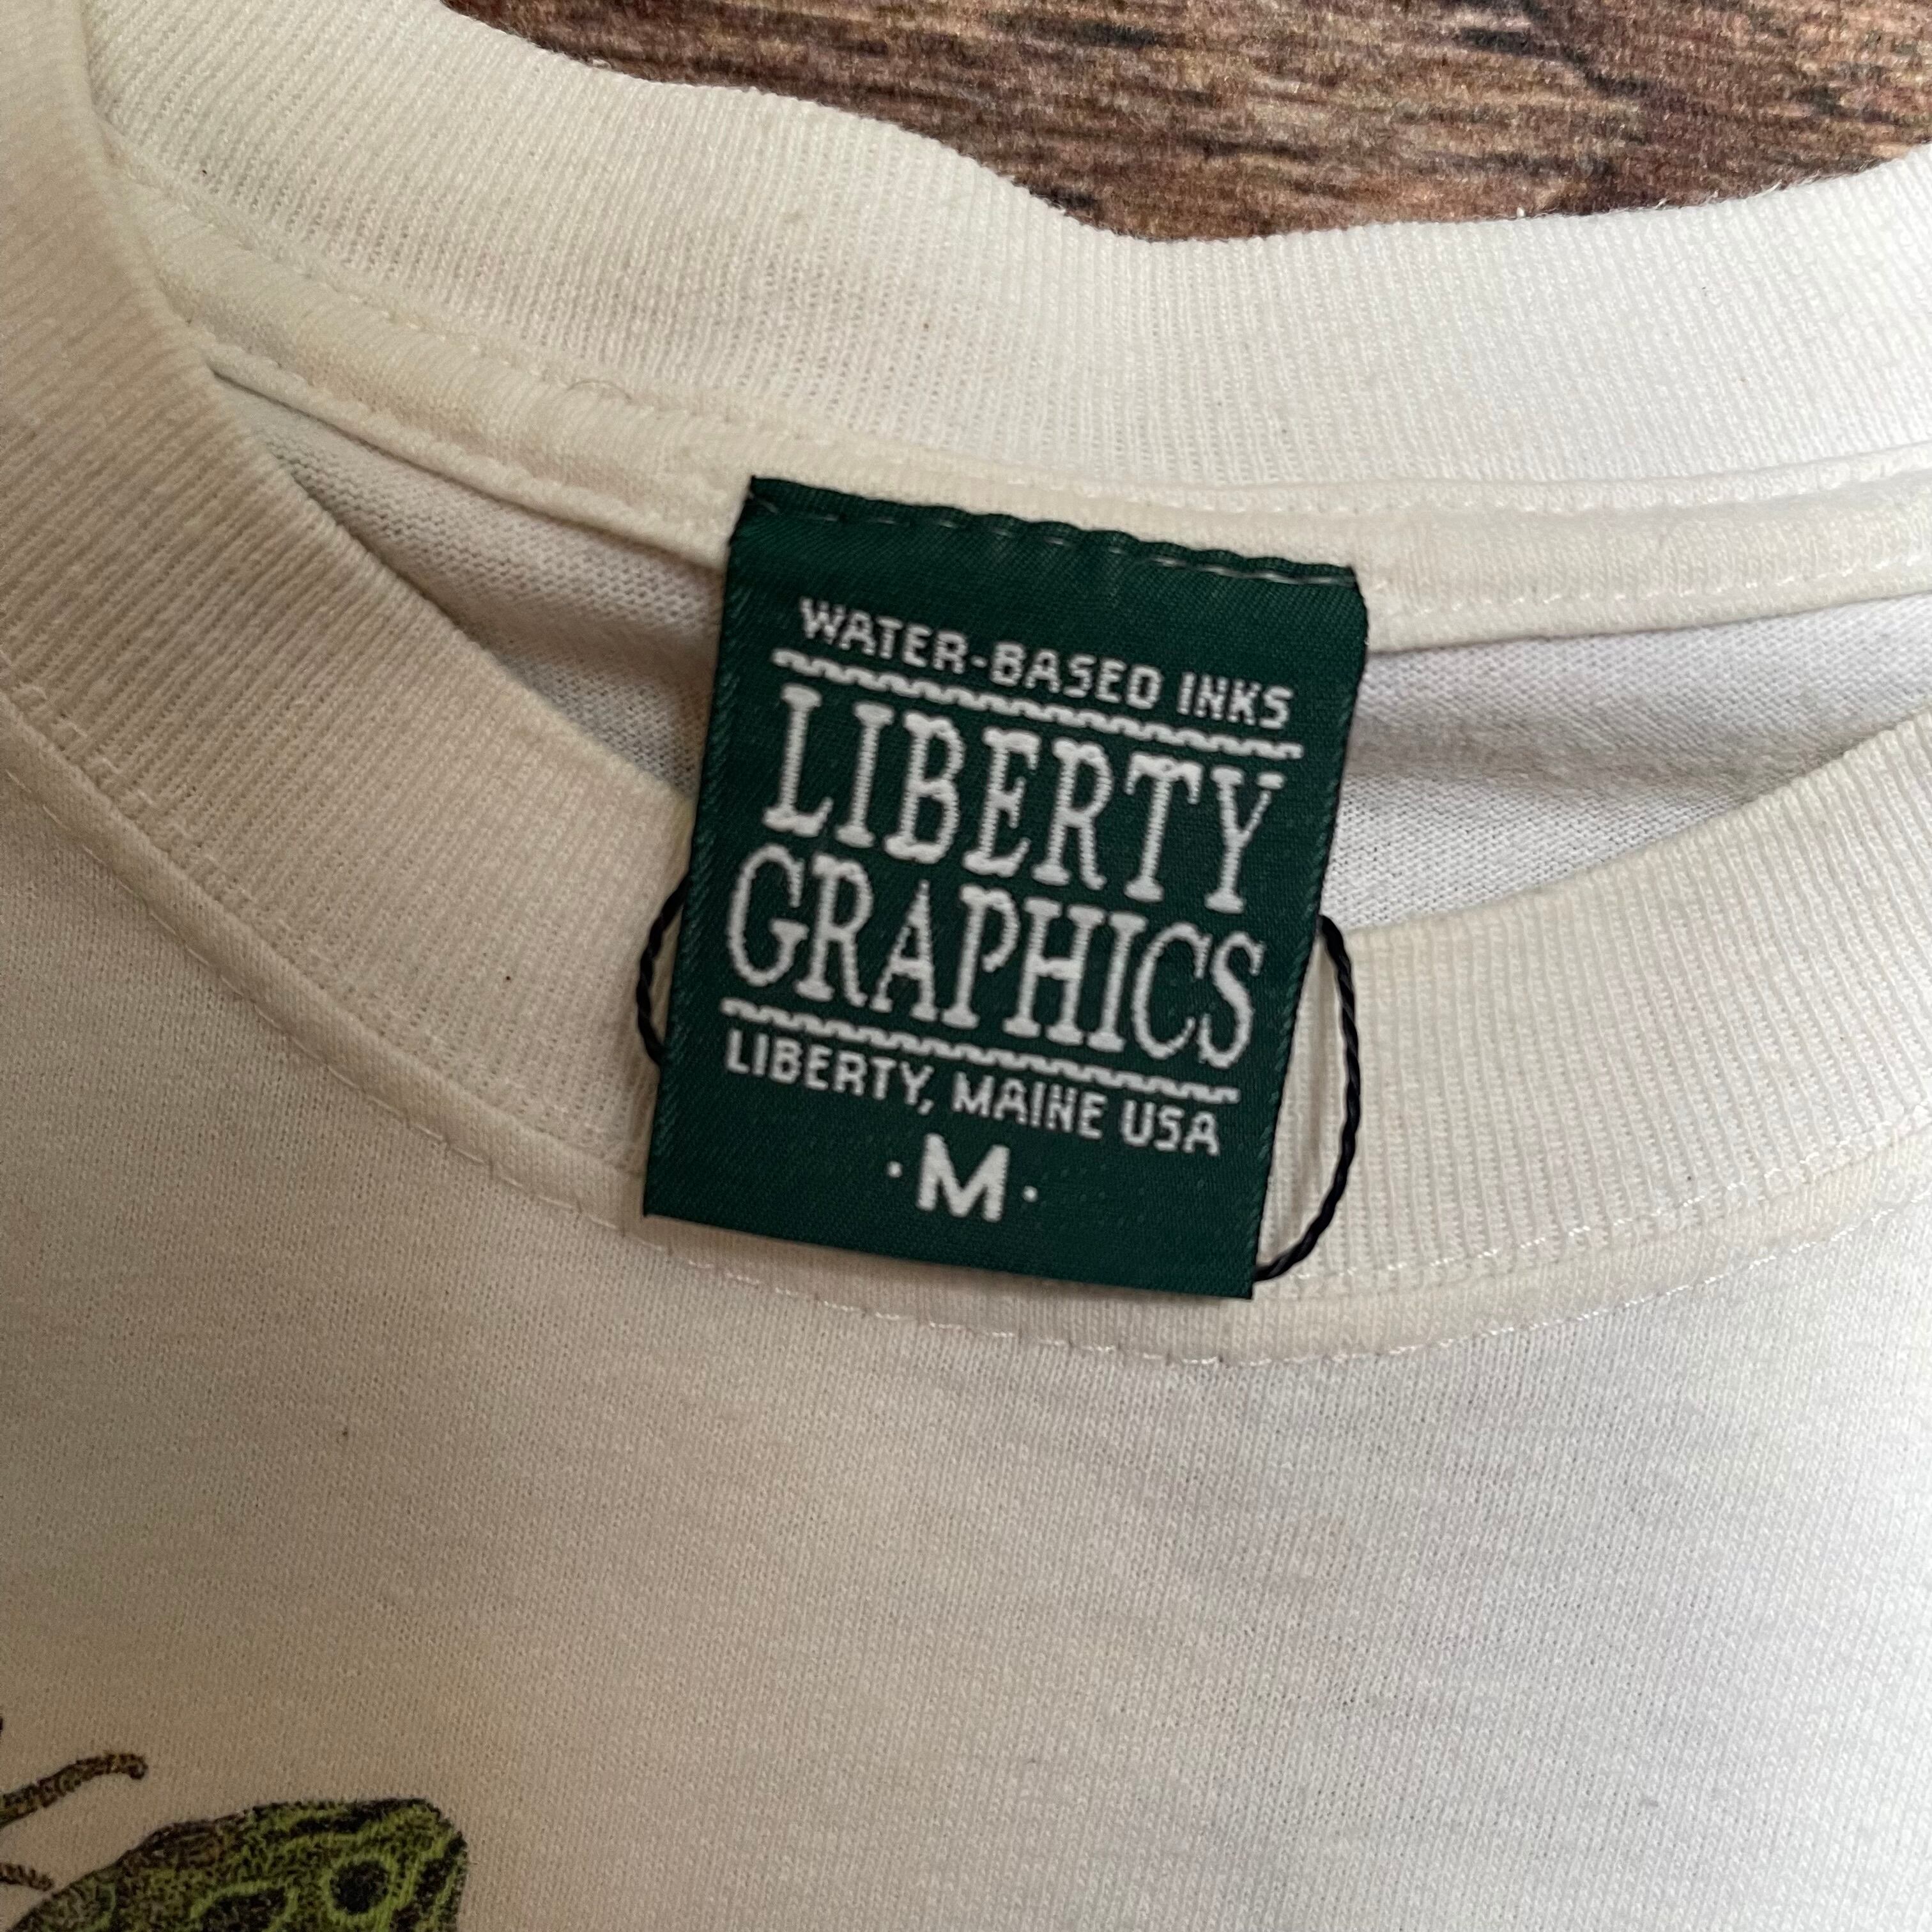 WATER-BASED INKS
LIBERTY
GRAPHICS
LIBERTY, MAINE USA
·M·